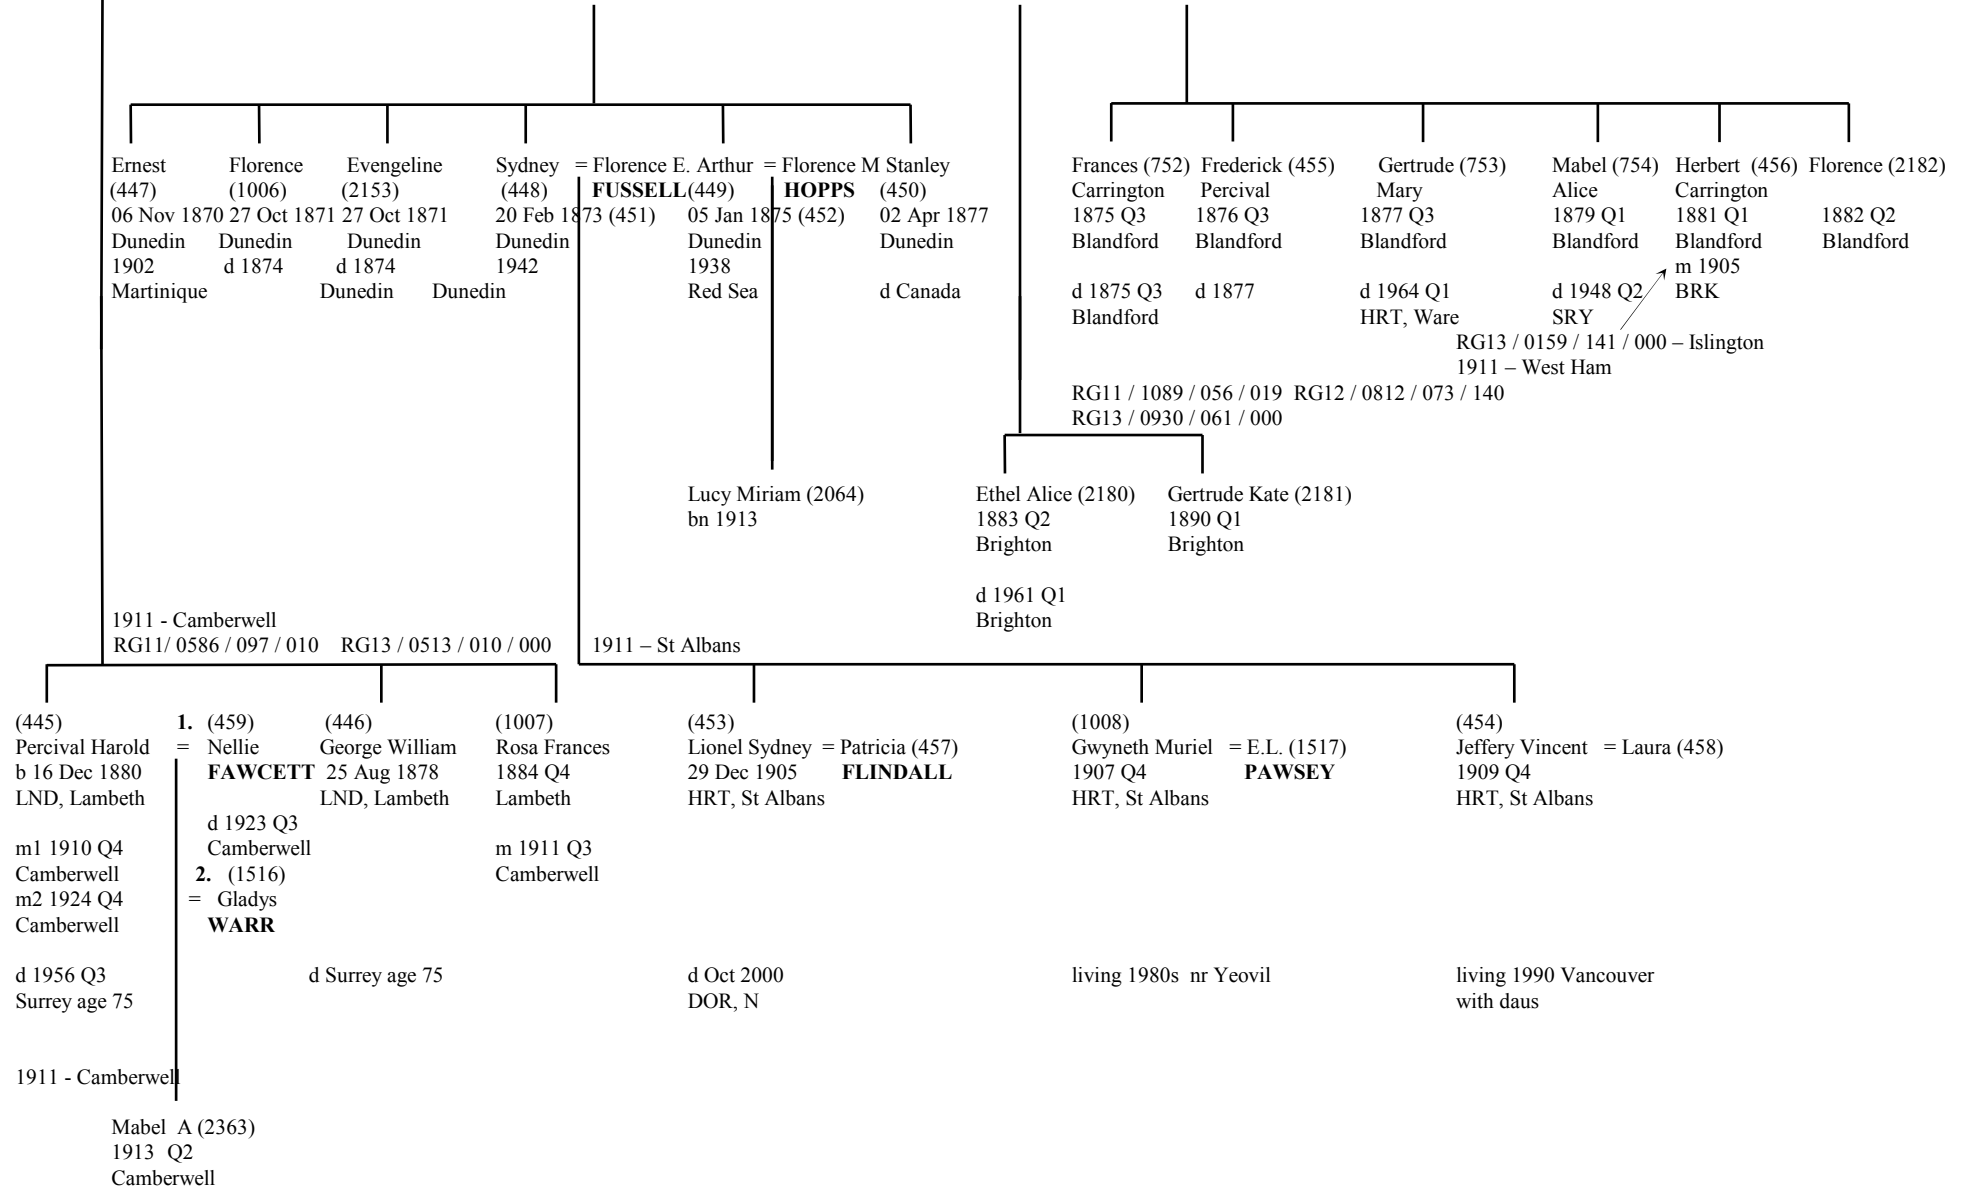 Ernest Florence Evengeline Sydney = Florence E. Arthur = Florence M Stanley
(447) (1006) (2153) (448) FUSSELL (449) HOPPS (450)
06 Nov 1870 27 Oct 1871 27 Oct 1871 20 Feb 1873 (451) 05 Jan 1875 (452) 02 Apr 1877
Dunedin Dunedin Dunedin Dunedin Dunedin Dunedin
1902 d 1874 d 1874 1942 1938
Martinique Dunedin Dunedin Red Sea d Canada
Frances (752) Frederick (455) Gertrude (753) Mabel (754) Herbert (456) Florence (2182)
Carrington Percival Mary Alice Carrington
1875 Q3 1876 Q3 1877 Q3 1879 Q1 1881 Q1 1882 Q2
Blandford Blandford Blandford Blandford Blandford Blandford
m 1905
d 1875 Q3 d 1877 d 1964 Q1 d 1948 Q2 BRK
Blandford HRT, Ware SRY
RG13 / 0159 / 141 / 000 – Islington
1911 – West Ham
RG11 / 1089 / 056 / 019 RG12 / 0812 / 073 / 140
RG13 / 0930 / 061 / 000
Lucy Miriam (2064) Ethel Alice (2180) Gertrude Kate (2181)
bn 1913 1883 Q2 1890 Q1
Brighton Brighton
d 1961 Q1
Brighton
1911 - Camberwell
RG11/ 0586 / 097 / 010 RG13 / 0513 / 010 / 000 1911 – St Albans
(445) 1. (459) (446) (1007) (453) (1008) (454)
Percival Harold = Nellie George William Rosa Frances Lionel Sydney = Patricia (457) Gwyneth Muriel = E.L. (1517) Jeffery Vincent = Laura (458)
b 16 Dec 1880 FAWCETT 25 Aug 1878 1884 Q4 29 Dec 1905 FLINDALL 1907 Q4 PAWSEY 1909 Q4
LND, Lambeth LND, Lambeth Lambeth HRT, St Albans HRT, St Albans HRT, St Albans
d 1923 Q3
m1 1910 Q4 Camberwell m 1911 Q3
Camberwell 2. (1516) Camberwell
m2 1924 Q4 = Gladys
Camberwell WARR
d 1956 Q3 d Surrey age 75 d Oct 2000 living 1980s nr Yeovil living 1990 Vancouver
Surrey age 75 DOR, N with daus
1911 - Camberwell
Mabel A (2363)
1913 Q2
Camberwell